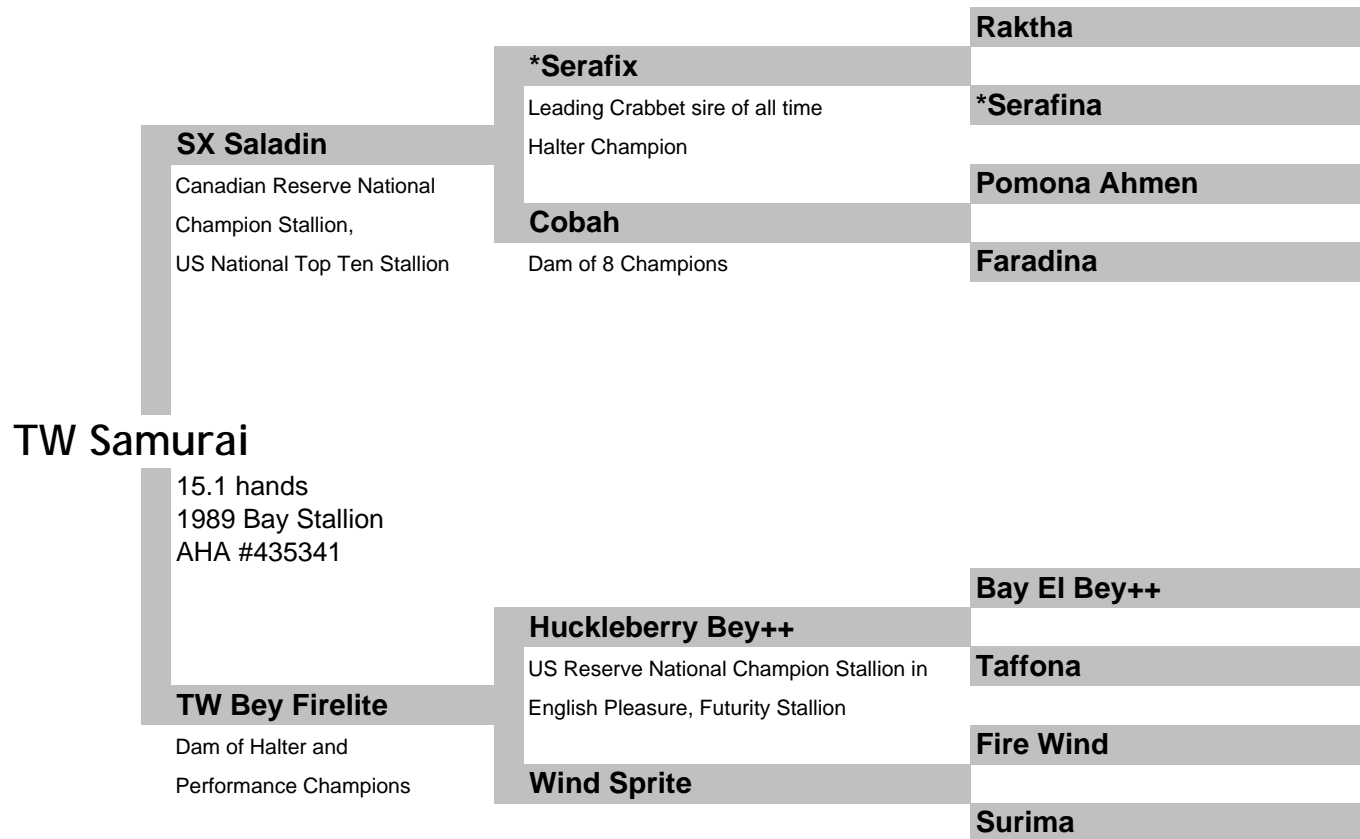 Raktha
*Serafix
Leading Crabbet sire of all time
*Serafina
SX Saladin
Halter Champion
Canadian Reserve National
Pomona Ahmen
Champion Stallion,
Cobah
US National Top Ten Stallion
Dam of 8 Champions
Faradina
TW Samurai
15.1 hands
1989 Bay Stallion
AHA #435341
Bay El Bey++
Huckleberry Bey++
US Reserve National Champion Stallion in
Taffona
TW Bey Firelite
English Pleasure, Futurity Stallion
Dam of Halter and
Fire Wind
Performance Champions
Wind Sprite
Surima